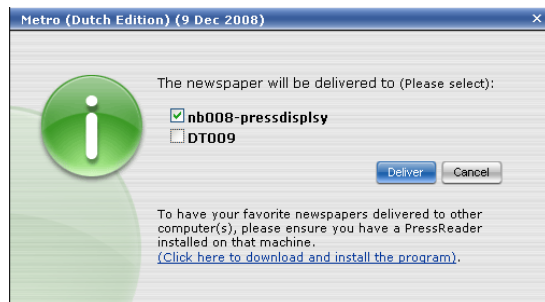 Metro (Dutch Edition) (9 Dec 2008)
The newspaper will be delivered to (Please select):
nb008-pressdisplsy
DT009
Deliver Cancel
To have your favorite newspapers delivered to other
computer(s), please ensure you have a PressReader
installed on that machine.
(Click here to download and install the program).